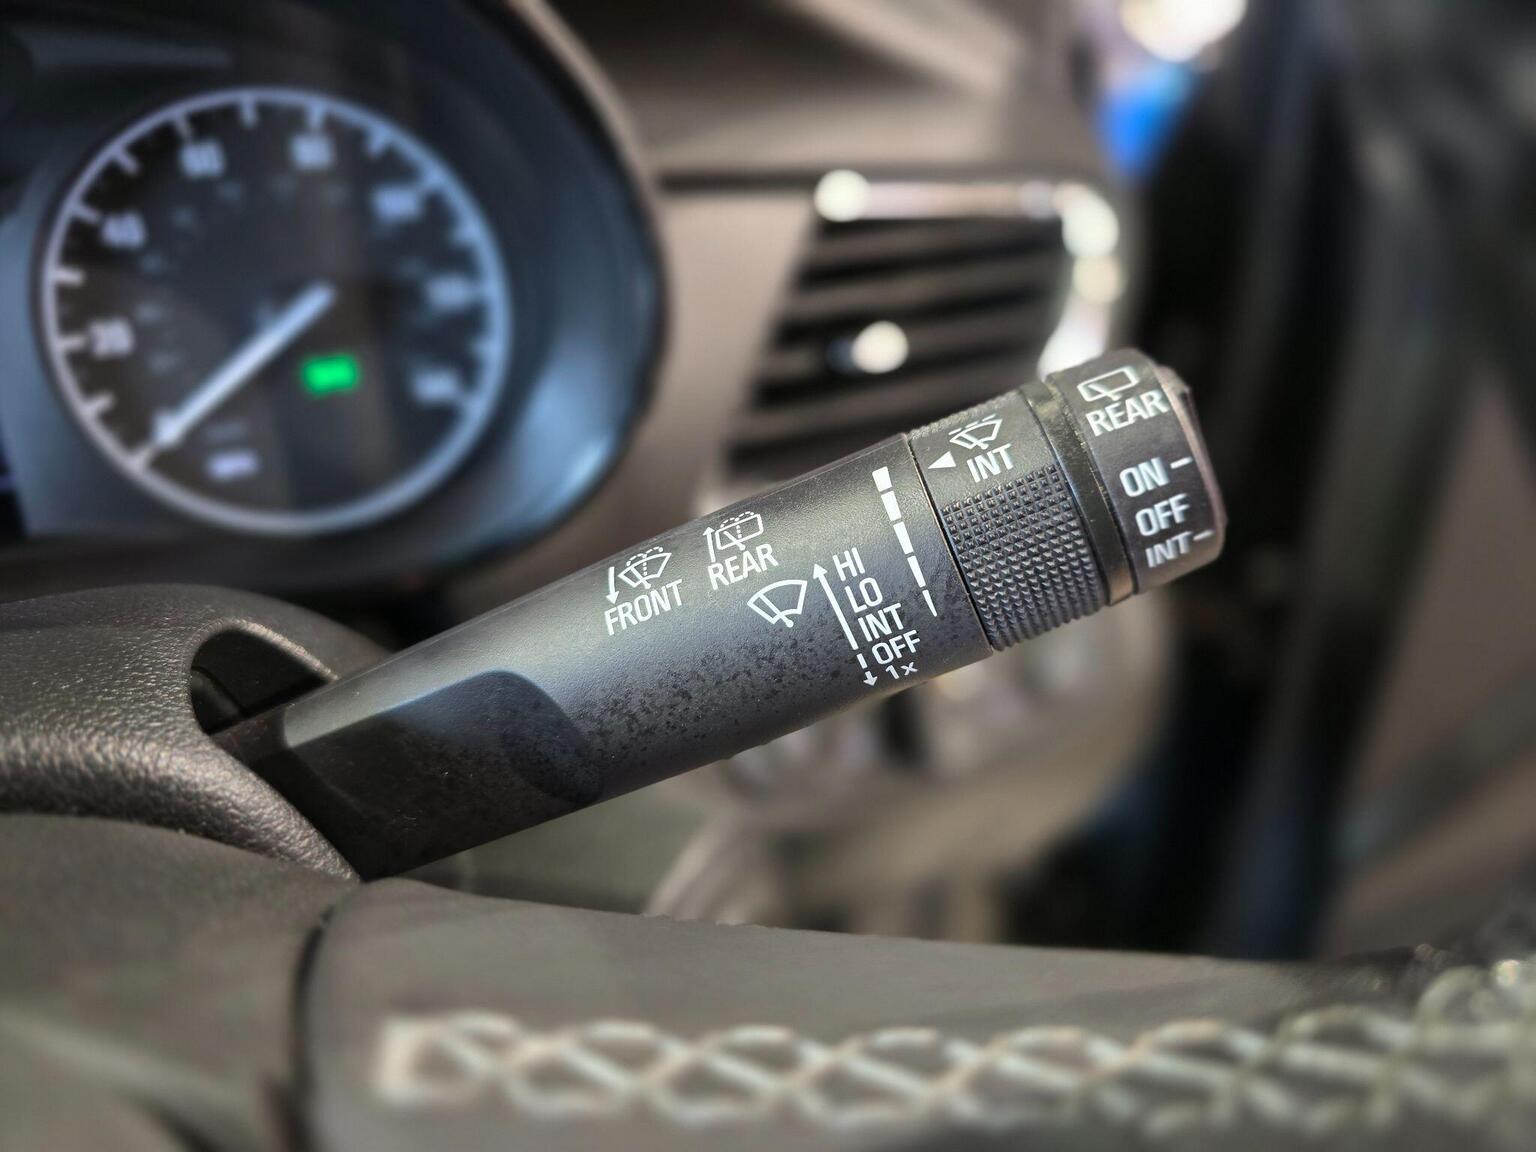 FRONT
REAR
HI
LO
INT
OFF
1x
INT
REAR
ON
OFF
INT